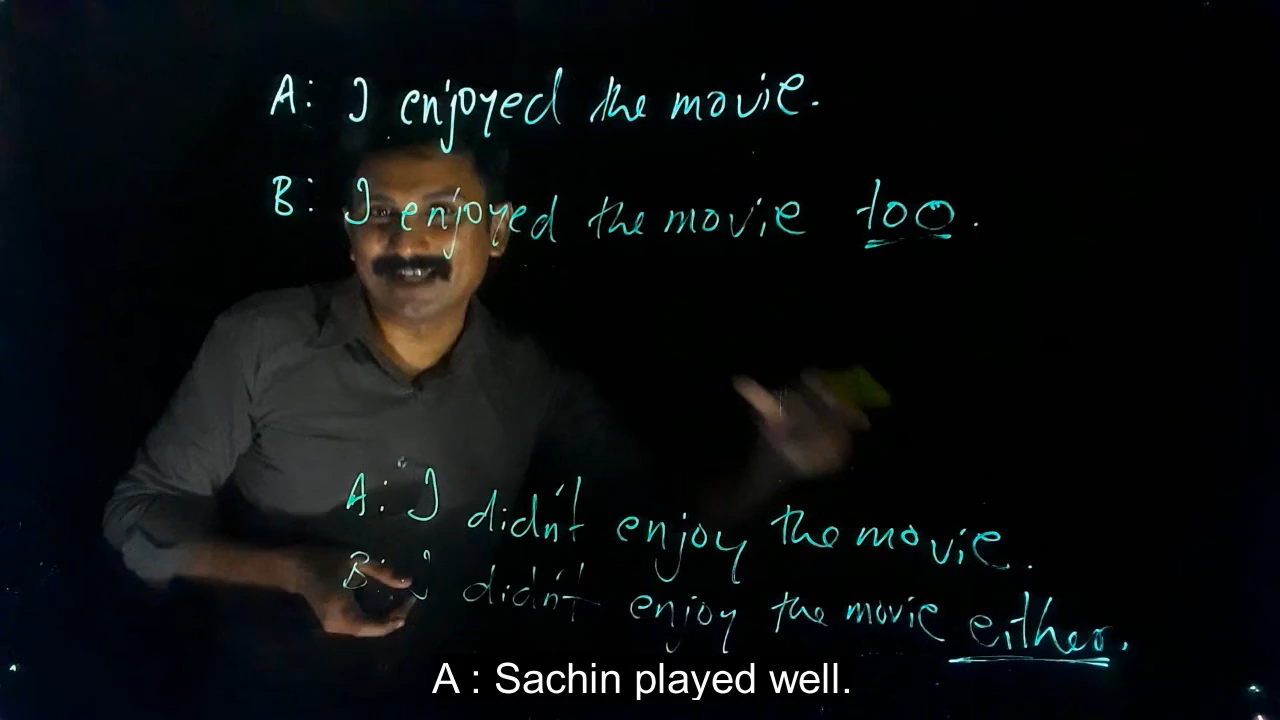 A: I enjoyed the movie.
B: I enjoyed the movie too.
A: I didn't enjoy the movie.
B: I didn't enjoy the movie either.
A : Sachin played well.